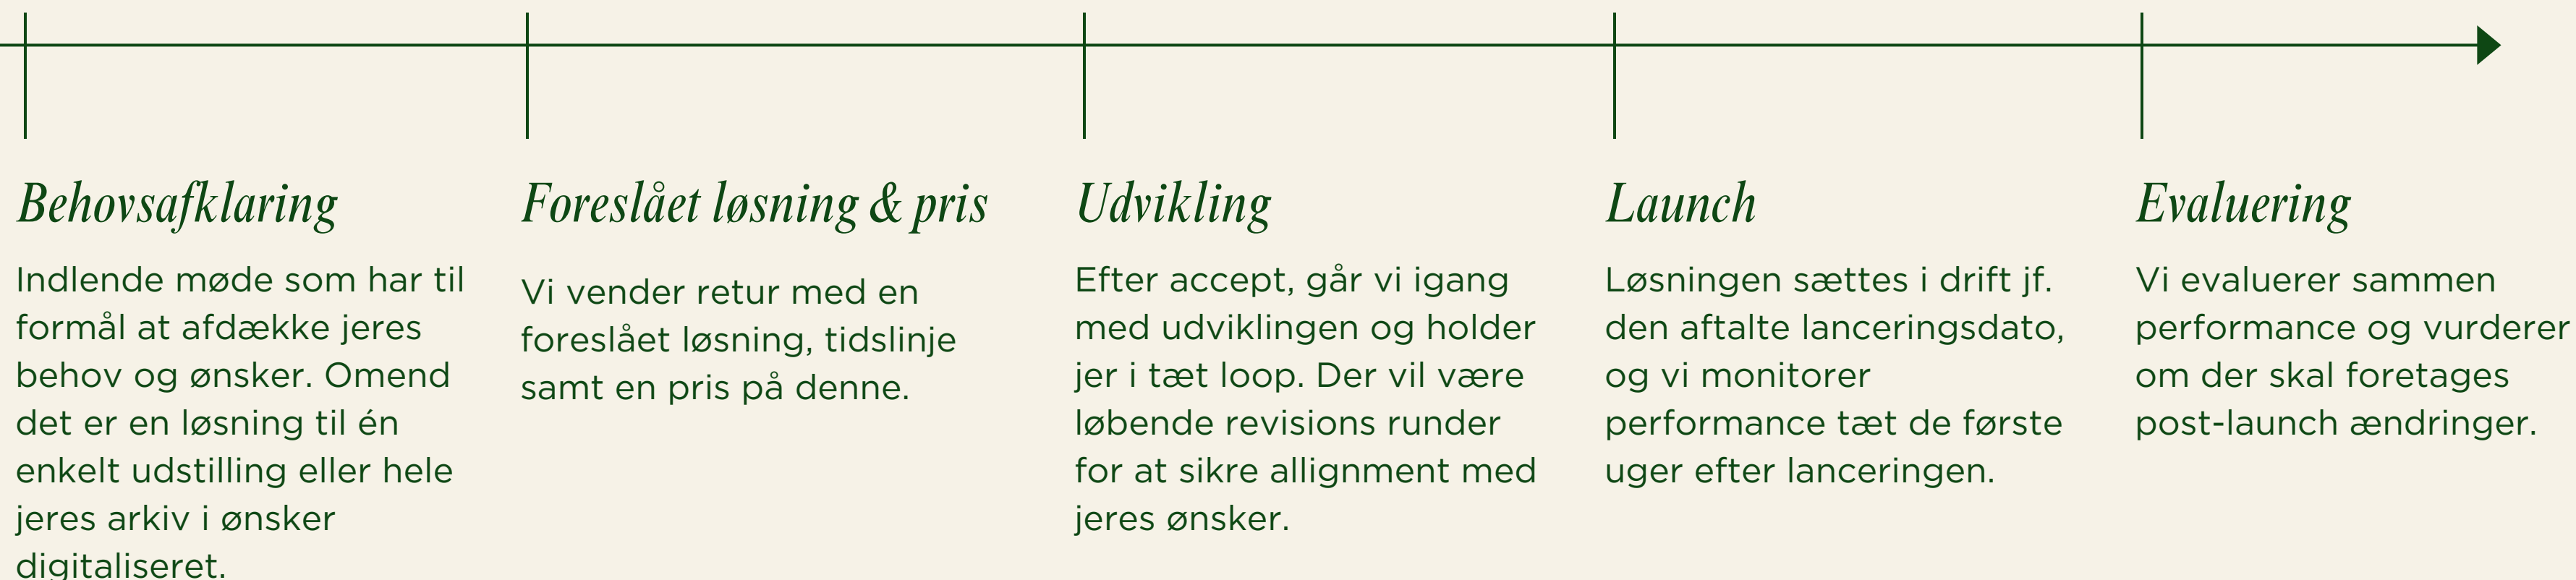 Behovsafklaring
Indlende møde som har til
formål at afdække jeres
behov og ønsker. Omend
det er en løsning til én
enkelt udstilling eller hele
jeres arkiv i ønsker
digitaliseret.
Foreslået løsning & pris
Vi vender retur med en
foreslået løsning, tidslinje
samt en pris på denne.
Udvikling
Efter accept, går vi igang
med udviklingen og holder
jer i tæt loop. Der vil være
løbende revisions runder
for at sikre allignment med
jeres ønsker.
Launch
Løsningen sættes i drift jf.
den aftalte lanceringsdato,
og vi monitorer
performance tæt de første
uger efter lanceringen.
Evaluering
Vi evaluerer sammen
performance og vurderer
om der skal foretages
post-launch ændringer.